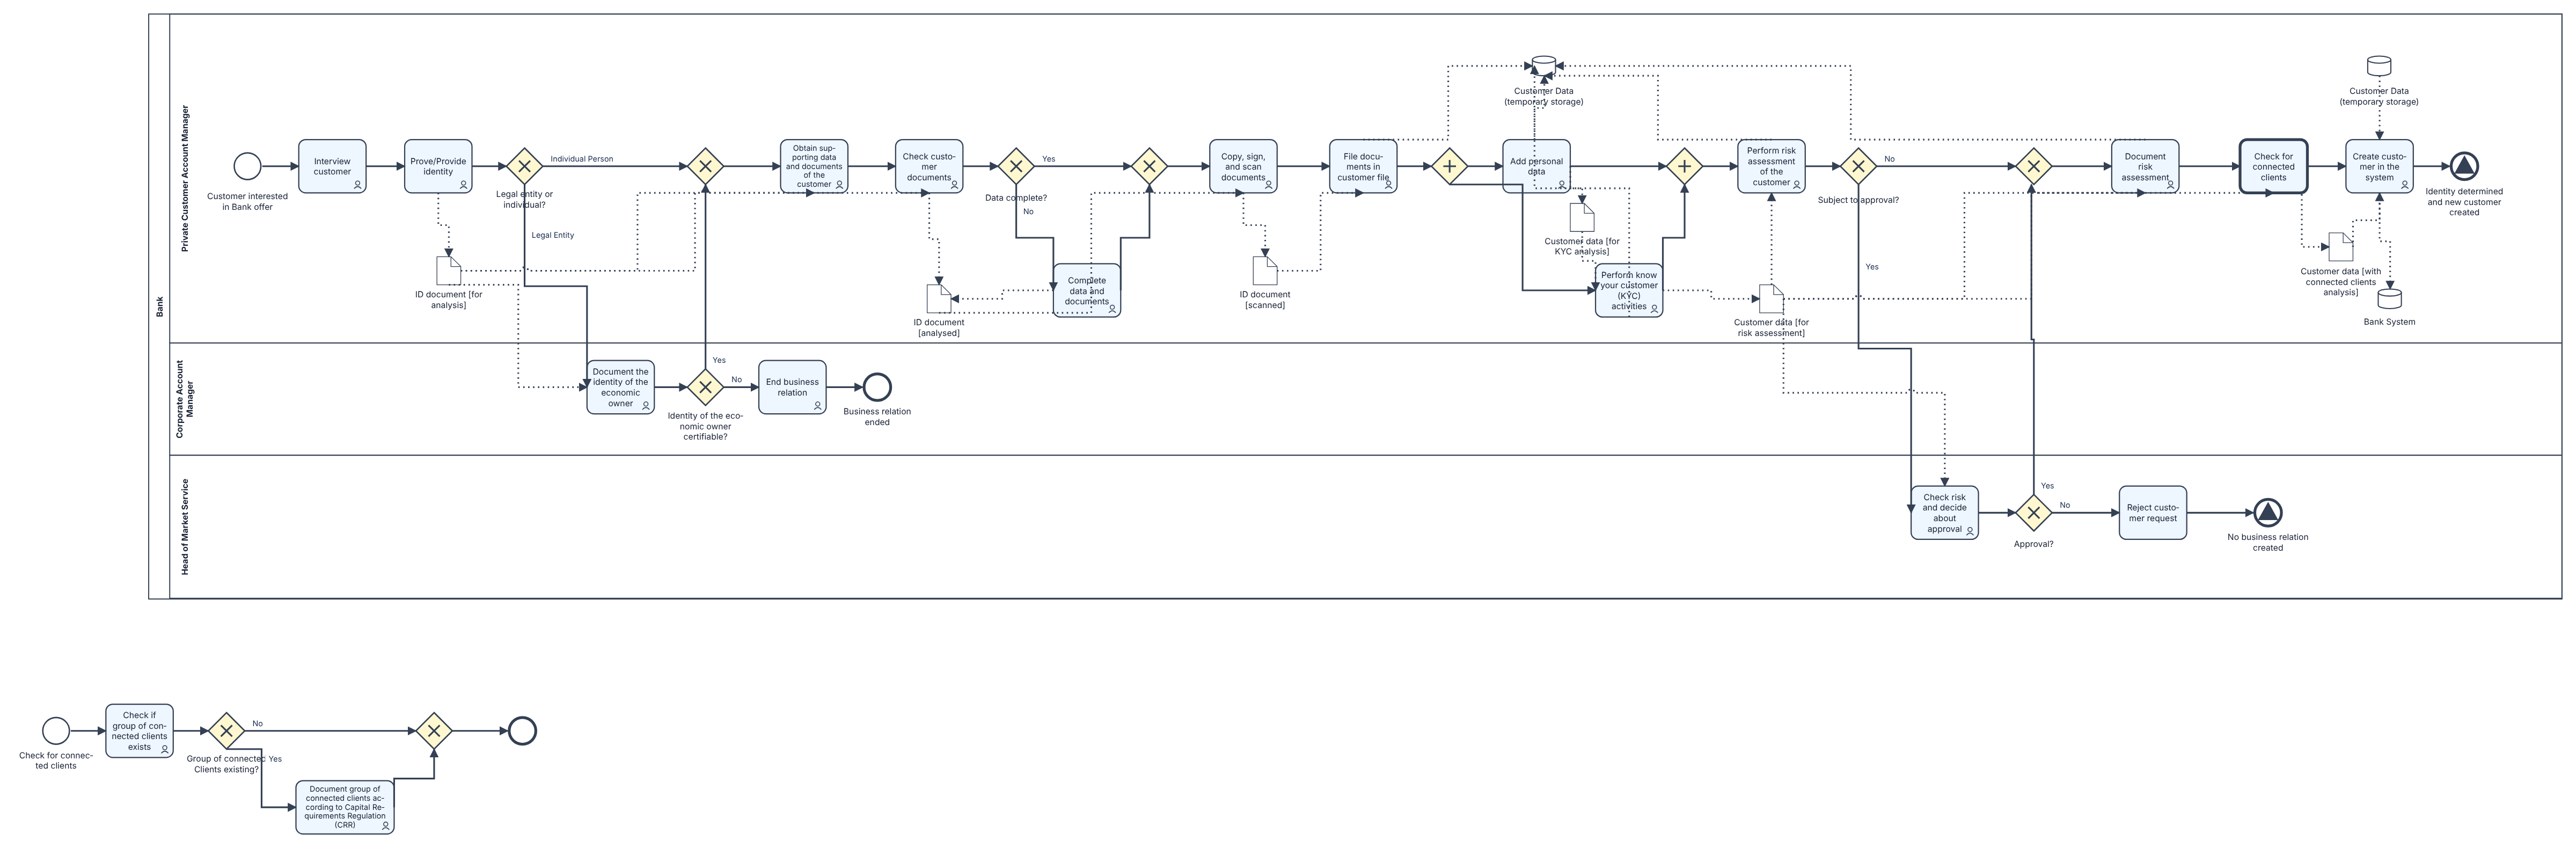 Bank
Private Customer Account Manager
Customer interested
in Bank offer
Interview
customer
Prove/Provide
identity
Legal entity or
individual?
Individual Person
Legal Entity
ID document [for
analysis]
Obtain sup-
porting data
and documents
of the
customer
Check custo-
mer
documents
ID document
[analysed]
Data complete?
Yes
No
Complete
data and
documents
Copy, sign,
and scan
documents
ID document
[scanned]
File docu-
ments in
customer file
Customer Data
(temporary storage)
Add personal
data
Customer data [for
KYC analysis]
Perform know
your customer
(KYC)
activities
Perform risk
assessment
of the
customer
Customer data [for
risk assessment]
Subject to approval?
No
Yes
Document
risk
assessment
Check for
connected
clients
Customer Data
(temporary storage)
Create custo-
mer in the
system
Customer data [with
connected clients
analysis]
Bank System
Identity determined
and new customer
created
Corporate Account
Manager
Document the
identity of the
economic
owner
Yes
No
Identity of the eco-
nomic owner
certifiable?
End business
relation
Business relation
ended
Head of Market Service
Check risk
and decide
about
approval
Yes
No
Approval?
Reject custo-
mer request
No business relation
created
Check for connec-
ted clients
Check if
group of con-
nected clients
exists
No
Group of connected
Clients existing?
Yes
Document group of
connected clients ac-
cording to Capital Re-
quirements Regulation
(CRR)